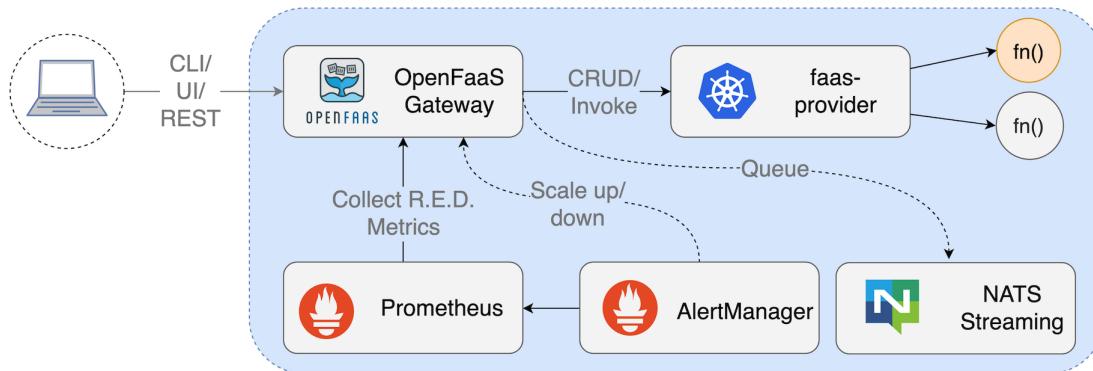 CLI/
UI/
REST
OPENFAAS
OpenFaaS
Gateway
CRUD/
Invoke
faas-
provider
fn()
fn()
Queue
Collect R.E.D.
Metrics
Scale up/
down
Prometheus
AlertManager
N
NATS
Streaming